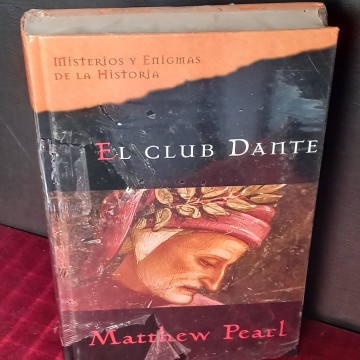 Misterios y Enigmas
de la Historia
El club Dante
Matthew Pearl